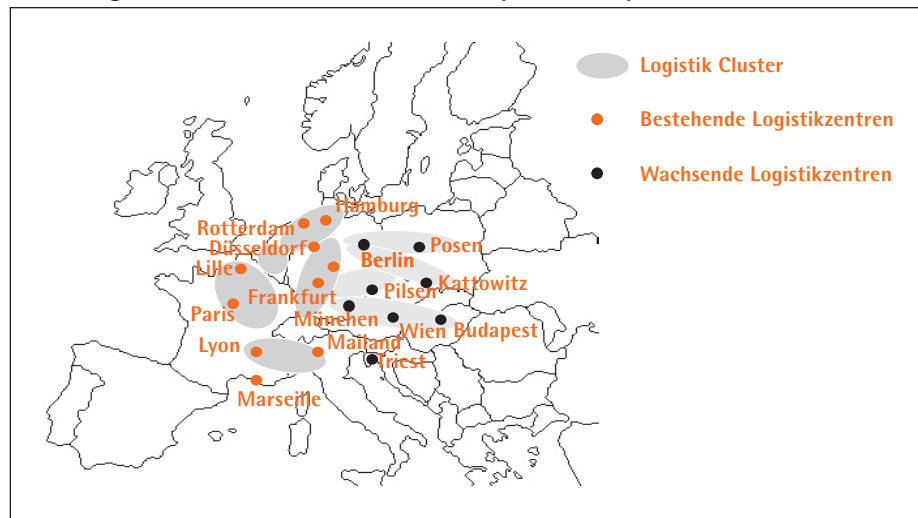 Logistik Cluster
Bestehende Logistikzentren
Wachsende Logistikzentren
Hamburg
Rotterdam
Düsseldorf
Lille
Berlin
Posen
Frankfurt
Pilsen
Kattowitz
Paris
München
Wien
Budapest
Lyon
Mailand
Triest
Marseille